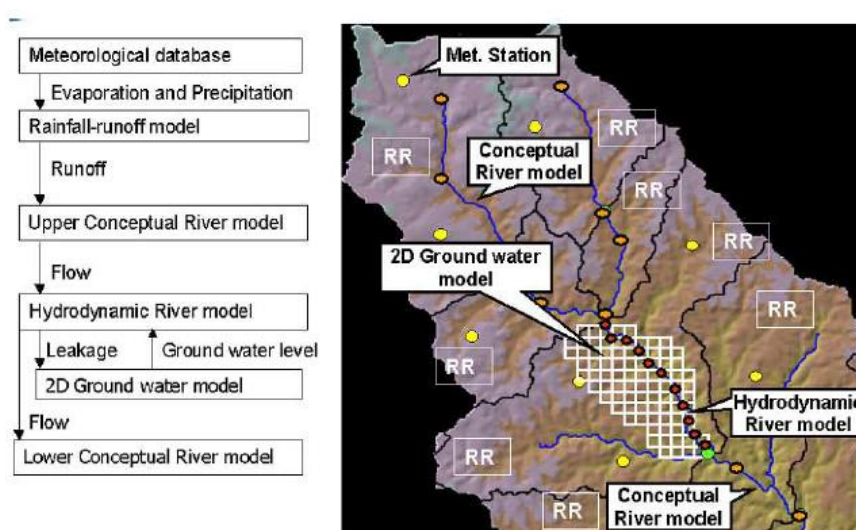 Meteorological database
Evaporation and Precipitation
Rainfall-runoff model
Runoff
Upper Conceptual River model
Flow
Hydrodynamic River model
Leakage
Ground water level
2D Ground water model
Flow
Lower Conceptual River model
Met. Station
RR
RR
Conceptual
River model
RR
2D Ground water
model
RR
RR
RR
Hydrodynamic
River model
RR
Conceptual
River model
RR